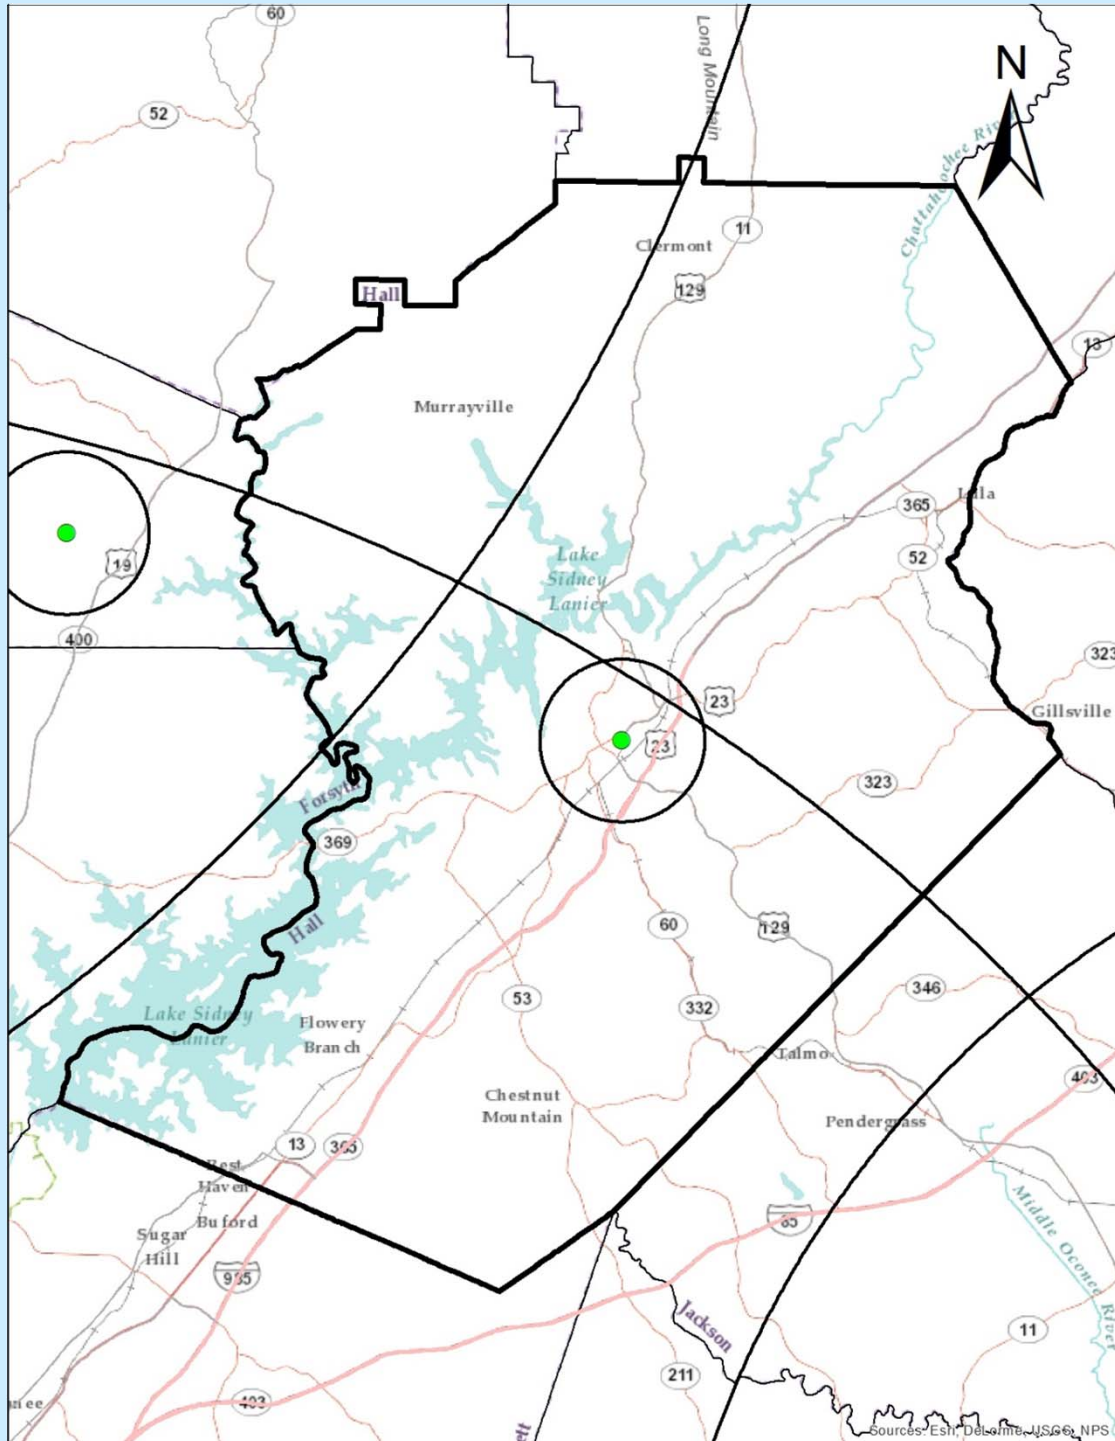 60
Long Mountain
N
52
Chattahoochee River
11
Clermont
129
Hall
13
Murrayville
Lula
365
52
Lake
Sidney
Lanier
19
400
323
23
Gillsville
23
323
Forsyth
369
Hall
60
129
346
53
332
Lake Sidney
Lanier
Flowery
Branch
Talmo
403
Chestnut
Mountain
Pendergrass
13
365
Rest
Haven
Buford
Sugar
Hill
85
985
Middle Oconee River
Jackson
11
211
403
Sources: Esri, DeLorme, USGS, NPS